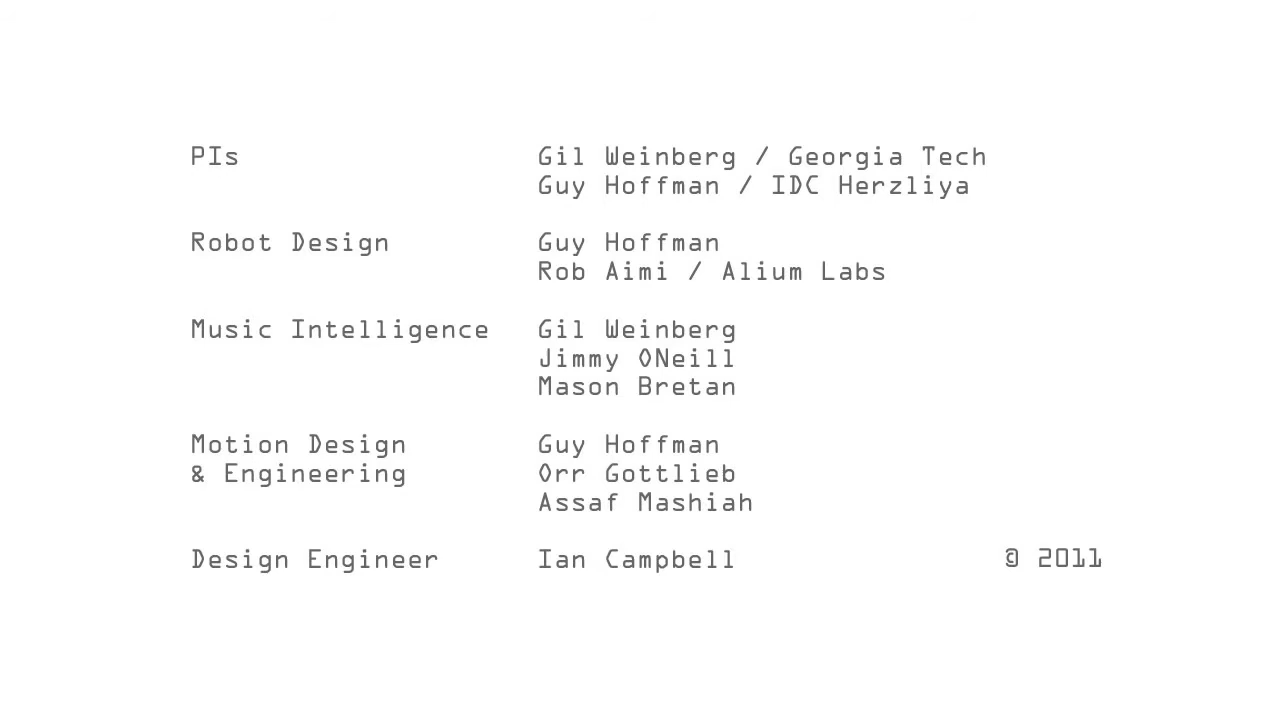 PIs Gil Weinberg / Georgia Tech
Guy Hoffman / IDC Herzliya
Robot Design Guy Hoffman
Rob Aimi / Alium Labs
Music Intelligence Gil Weinberg
Jimmy ONeill
Mason Bretan
Motion Design Guy Hoffman
& Engineering Orr Gottlieb
Assaf Mashiah
Design Engineer Ian Campbell © 2011